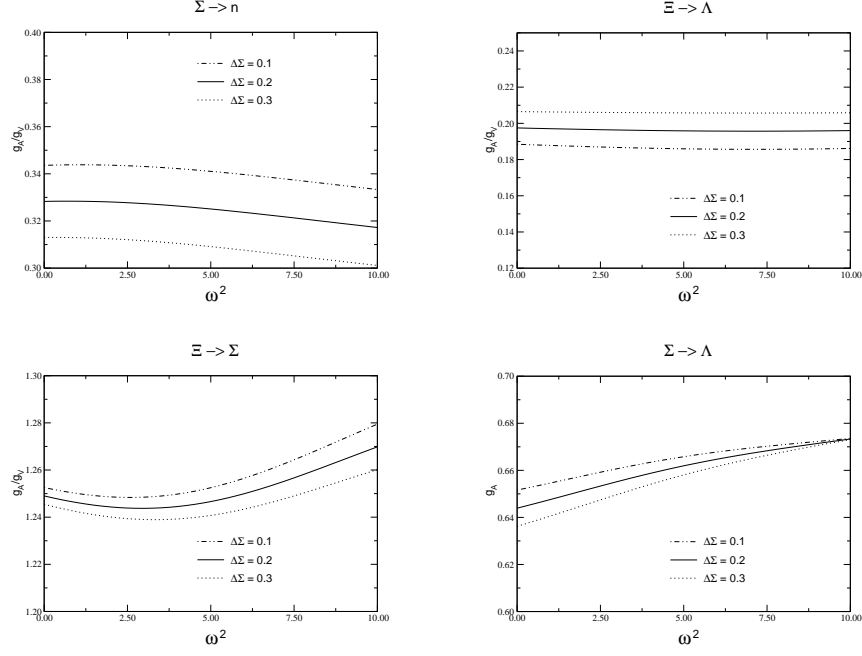 Σ –> n
0.40
0.38
0.36
0.34
0.32
0.30
g_A/g_V
ΔΣ = 0.1
ΔΣ = 0.2
ΔΣ = 0.3
0.00 2.50 5.00 7.50 10.00
ω²
Ξ –> Λ
0.24
0.22
0.20
0.18
0.16
0.14
0.12
g_A/g_V
ΔΣ = 0.1
ΔΣ = 0.2
ΔΣ = 0.3
0.00 2.50 5.00 7.50 10.00
ω²
Ξ –> Σ
1.30
1.28
1.26
1.24
1.22
1.20
g_A/g_V
ΔΣ = 0.1
ΔΣ = 0.2
ΔΣ = 0.3
0.00 2.50 5.00 7.50 10.00
ω²
Σ –> Λ
0.70
0.68
0.66
0.64
0.62
0.60
g_A
ΔΣ = 0.1
ΔΣ = 0.2
ΔΣ = 0.3
0.00 2.50 5.00 7.50 10.00
ω²